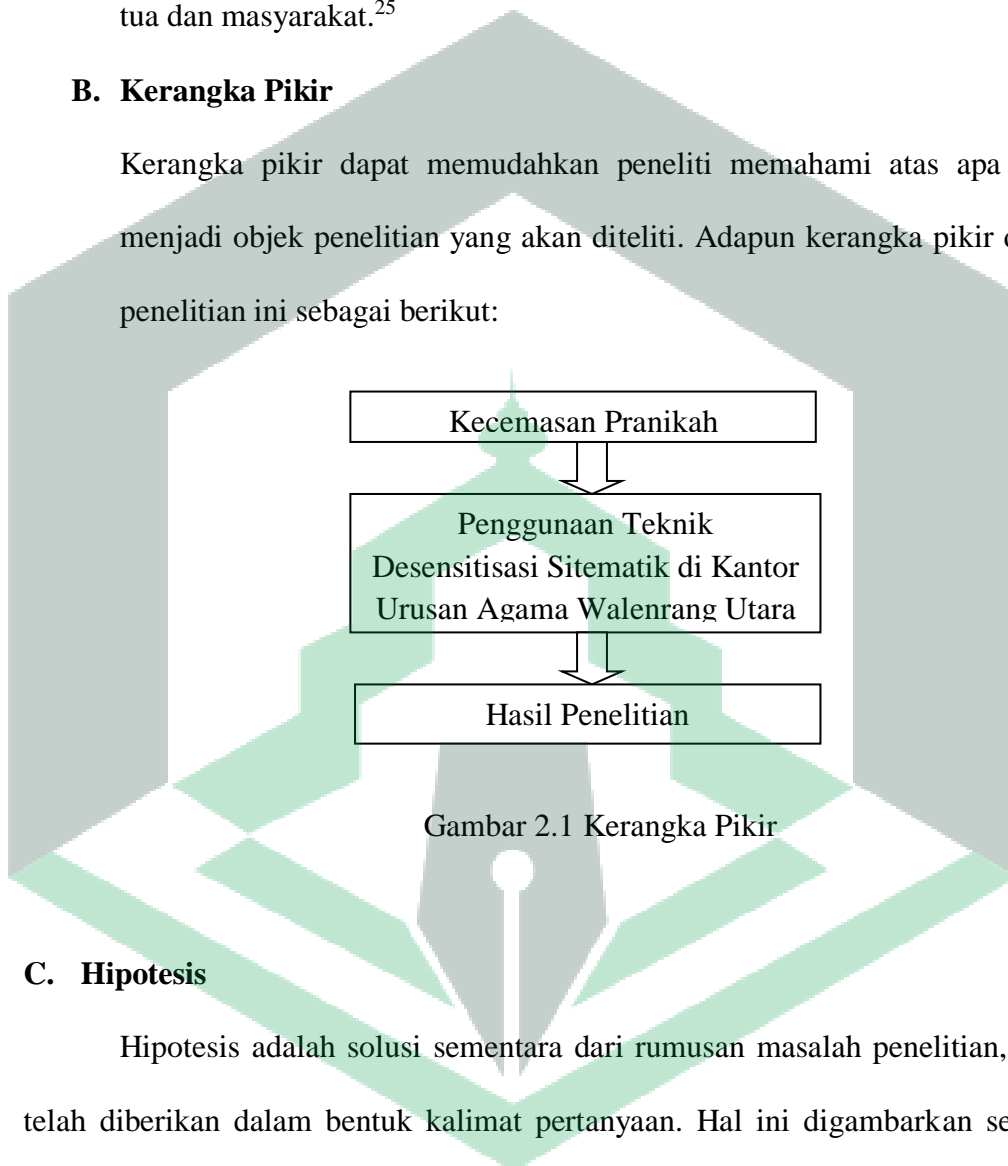 tua dan masyarakat.25
B. Kerangka Pikir
Kerangka pikir dapat memudahkan peneliti memahami atas apa
menjadi objek penelitian yang akan diteliti. Adapun kerangka pikir
penelitian ini sebagai berikut:
Kecemasan Pranikah
Penggunaan Teknik
Desensitisasi Sitematik di Kantor
Urusan Agama Walenrang Utara
Hasil Penelitian
Gambar 2.1 Kerangka Pikir
C. Hipotesis
Hipotesis adalah solusi sementara dari rumusan masalah penelitian,
telah diberikan dalam bentuk kalimat pertanyaan. Hal ini digambarkan